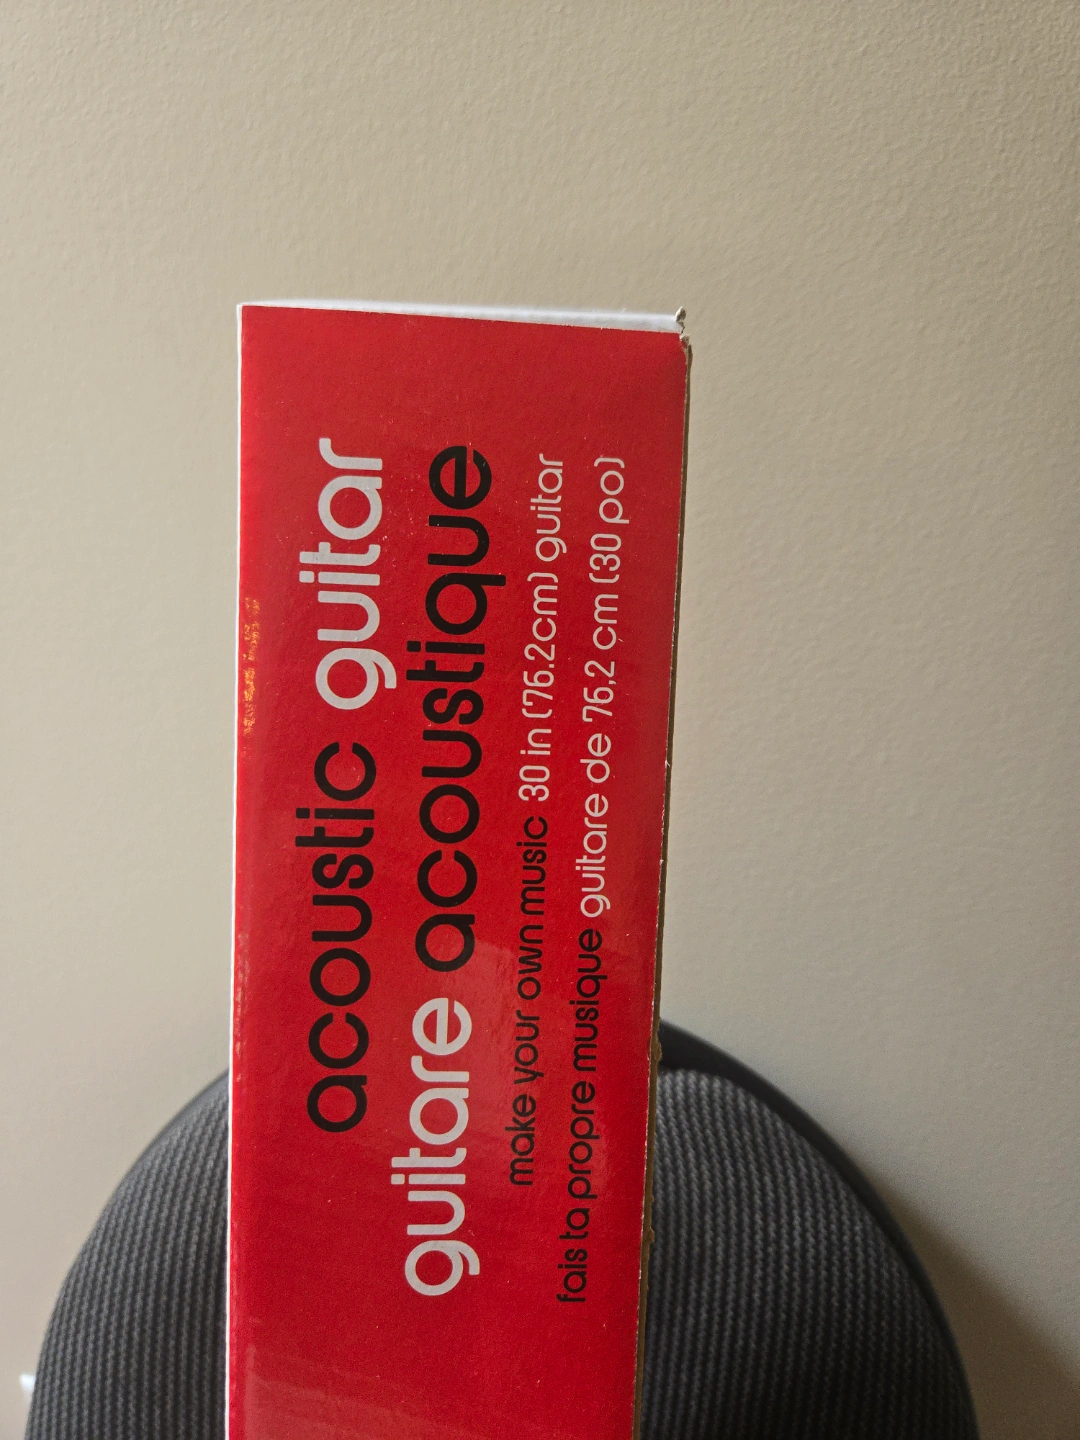 acoustic guitar
guitare acoustique
make your own music 30 in (76.2cm) guitar
fais ta propre musique guitare de 76,2 cm (30 po)